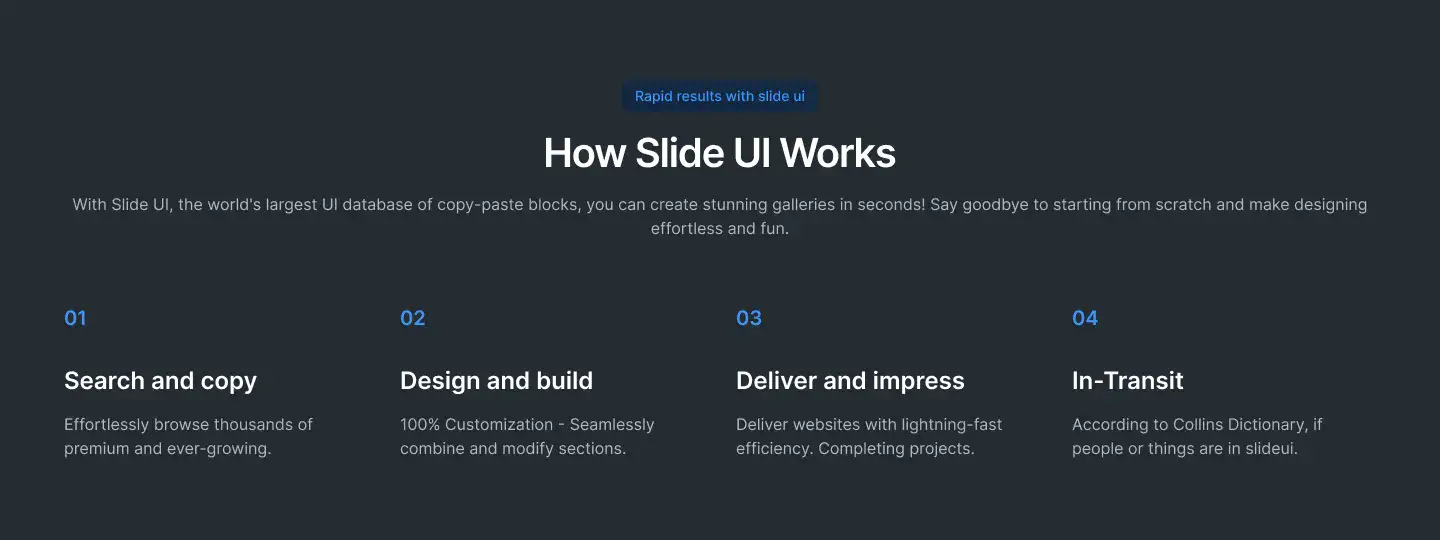 Rapid results with slide ui
How Slide UI Works
With Slide UI, the world's largest UI database of copy-paste blocks, you can create stunning galleries in seconds! Say goodbye to starting from scratch and make designing
effortless and fun.
01
Search and copy
Effortlessly browse thousands of
premium and ever-growing.
02
Design and build
100% Customization - Seamlessly
combine and modify sections.
03
Deliver and impress
Deliver websites with lightning-fast
efficiency. Completing projects.
04
In-Transit
According to Collins Dictionary, if
people or things are in slideui.